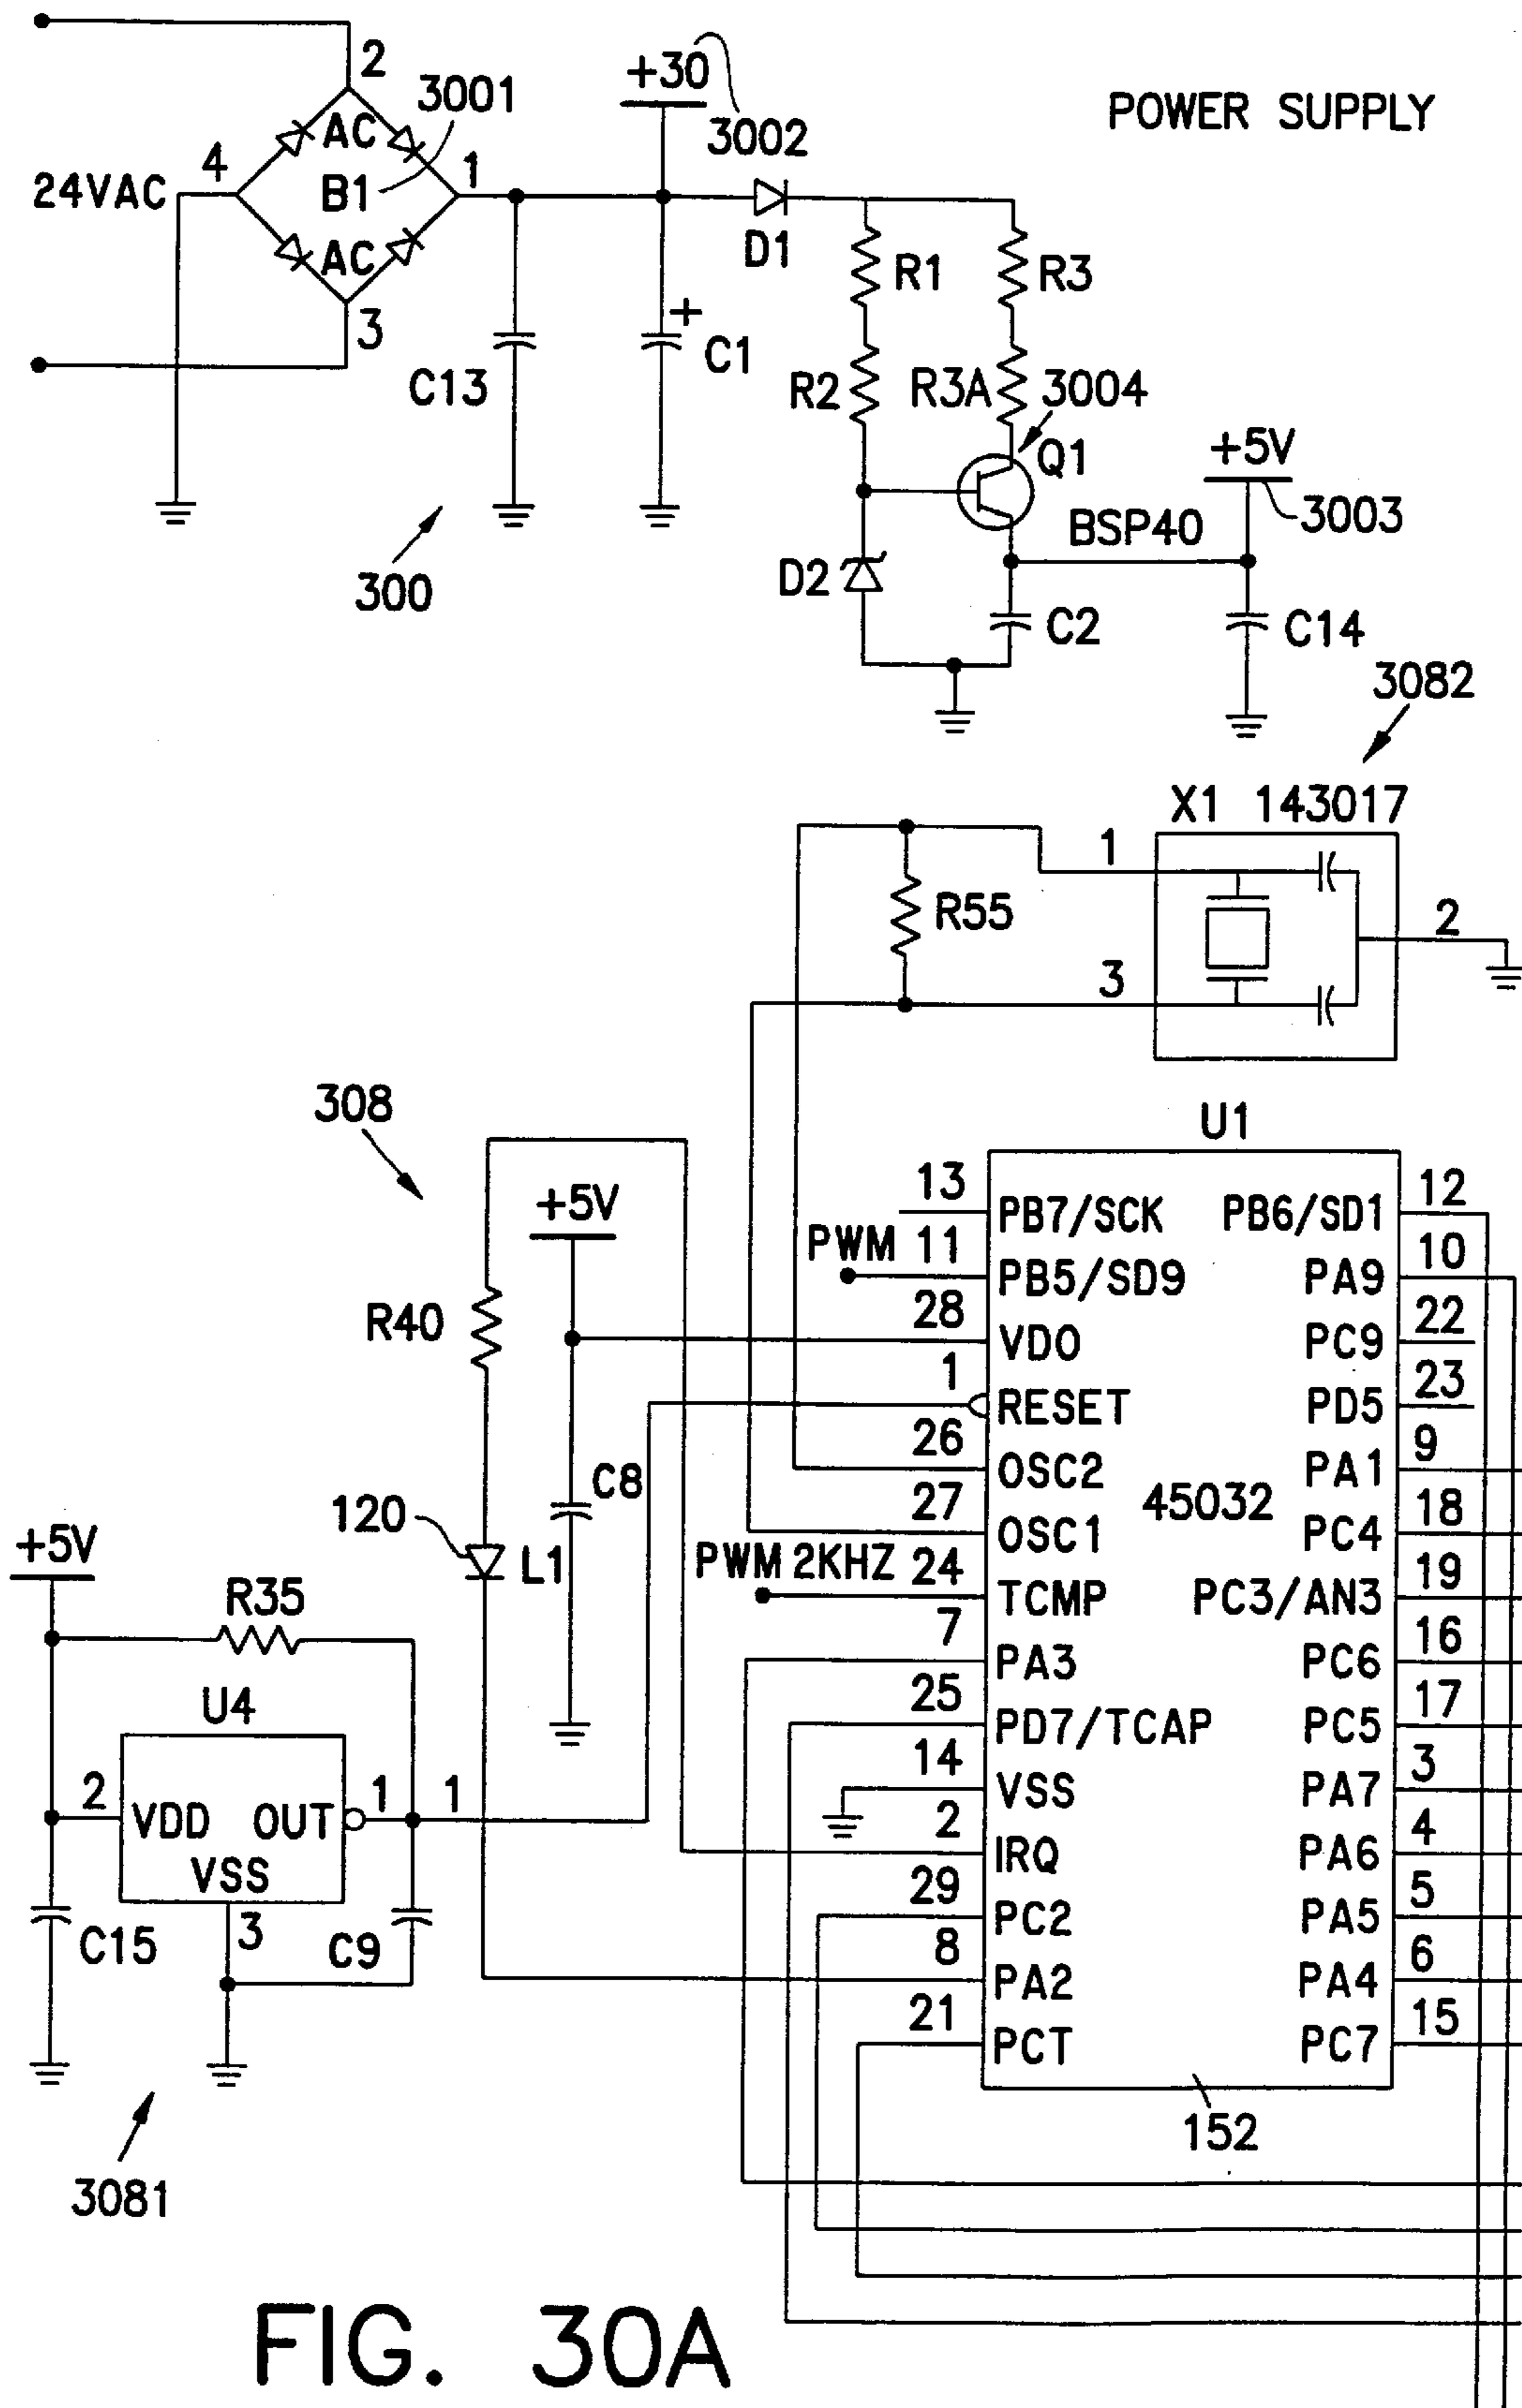 POWER SUPPLY
24VAC
2
4
AC
B1
AC
1
3
3001
+30
3002
C13
C1
+
D1
R1
R3
R2
R3A
3004
Q1
BSP40
+5V
3003
D2
C2
C14
300
3082
X1 143017
1
R55
2
3
308
U1
+5V
R40
C8
120
L1
+5V
R35
U4
2
VDD
OUT
1
1
VSS
3
C15
C9
3081
PWM
PWM 2KHZ
13 PB7/SCK
PB6/SD1 12
11 PB5/SD9
PA9 10
28 VDO
PC9 22
1 RESET
PD5 23
26 OSC2
PA1 9
27 OSC1
45032
PC4 18
24 TCMP
PC3/AN3 19
7 PA3
PC6 16
25 PD7/TCAP
PC5 17
14 VSS
PA7 3
2 IRQ
PA6 4
29 PC2
PA5 5
8 PA2
PA4 6
21 PCT
PC7 15
152
FIG. 30A